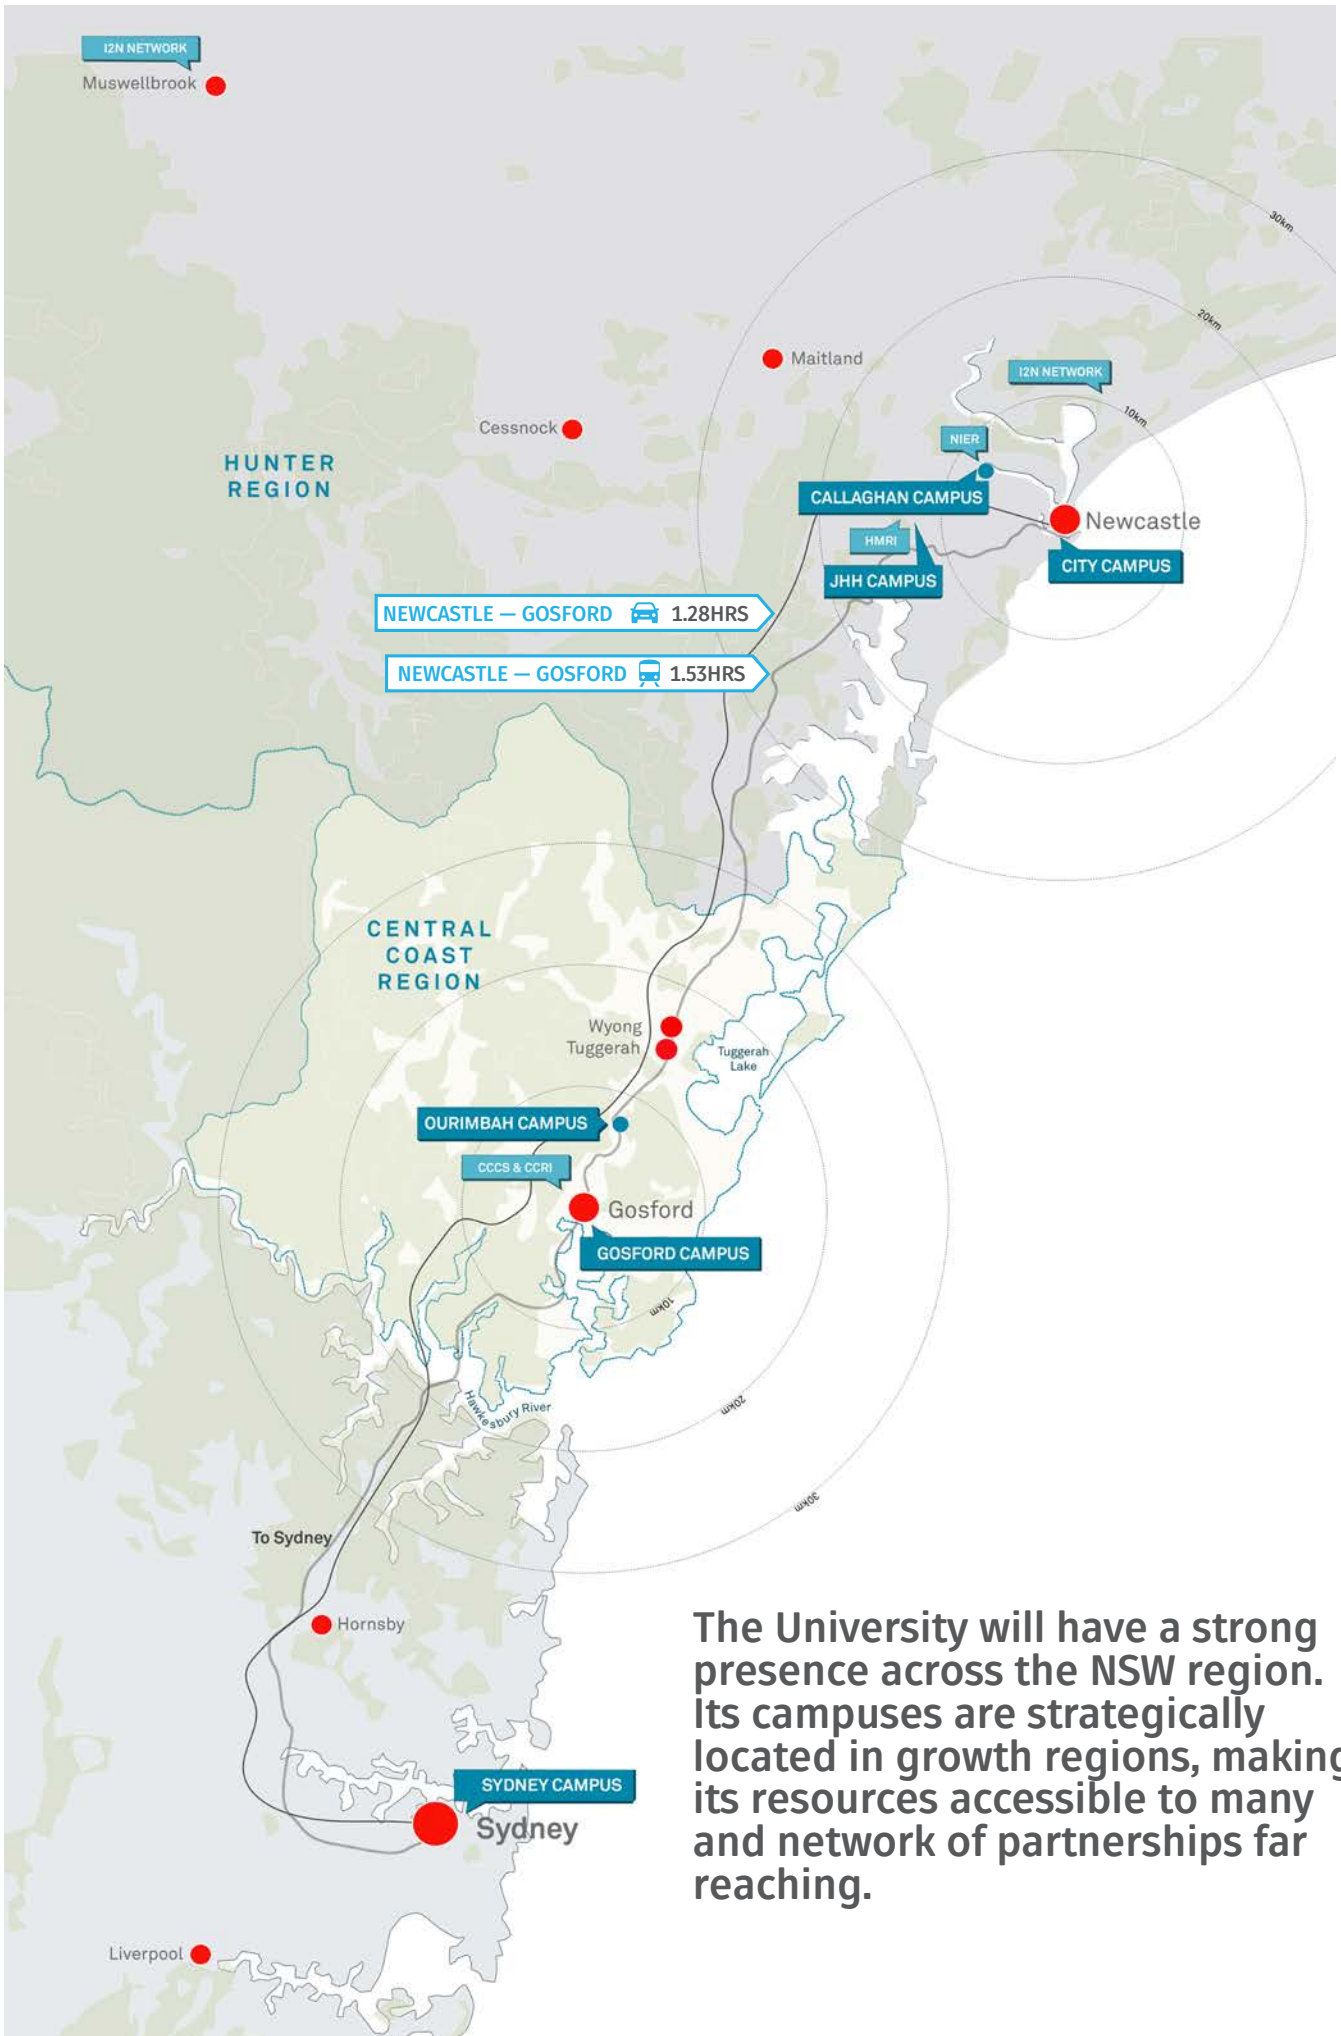 I2N NETWORK
Muswellbrook
30km
20km
Maitland
I2N NETWORK
10km
Cessnock
NIER
HUNTER
REGION
CALLAGHAN CAMPUS
Newcastle
HMRI
CITY CAMPUS
JHH CAMPUS
NEWCASTLE — GOSFORD 1.28HRS
NEWCASTLE — GOSFORD 1.53HRS
CENTRAL
COAST
REGION
Wyong
Tuggerah
Tuggerah
Lake
OURIMBAH CAMPUS
CCCS & CCRI
Gosford
GOSFORD CAMPUS
10km
20km
Hawkesbury River
30km
To Sydney
Hornsby
The University will have a strong
presence across the NSW region.
Its campuses are strategically
located in growth regions, making
its resources accessible to many
and network of partnerships far
reaching.
SYDNEY CAMPUS
Sydney
Liverpool